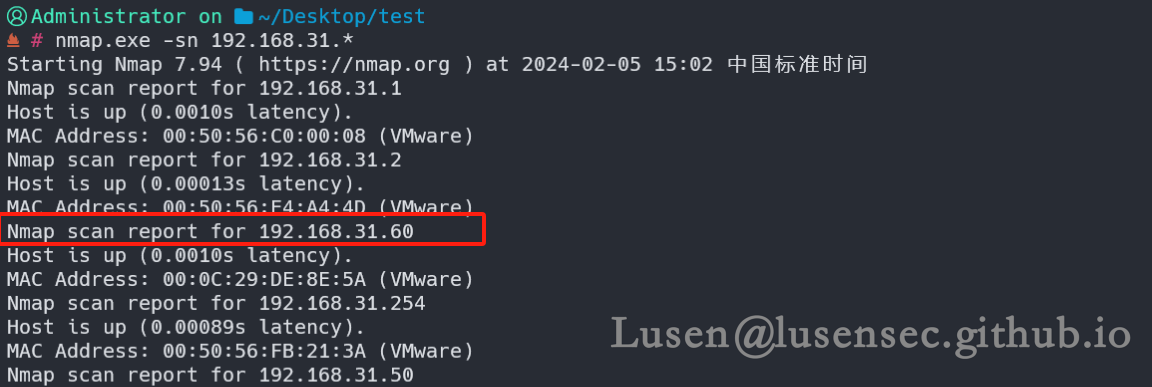 Administrator on ~/Desktop/test
# nmap.exe -sn 192.168.31.*
Starting Nmap 7.94 ( https://nmap.org ) at 2024-02-05 15:02 中国标准时间
Nmap scan report for 192.168.31.1
Host is up (0.0010s latency).
MAC Address: 00:50:56:C0:00:08 (VMware)
Nmap scan report for 192.168.31.2
Host is up (0.00013s latency).
MAC Address: 00:50:56:E4:A4:4D (VMware)
Nmap scan report for 192.168.31.60
Host is up (0.0010s latency).
MAC Address: 00:0C:29:DE:8E:5A (VMware)
Nmap scan report for 192.168.31.254
Host is up (0.00089s latency).
MAC Address: 00:50:56:FB:21:3A (VMware)
Nmap scan report for 192.168.31.50
Lusen@lusensec.github.io